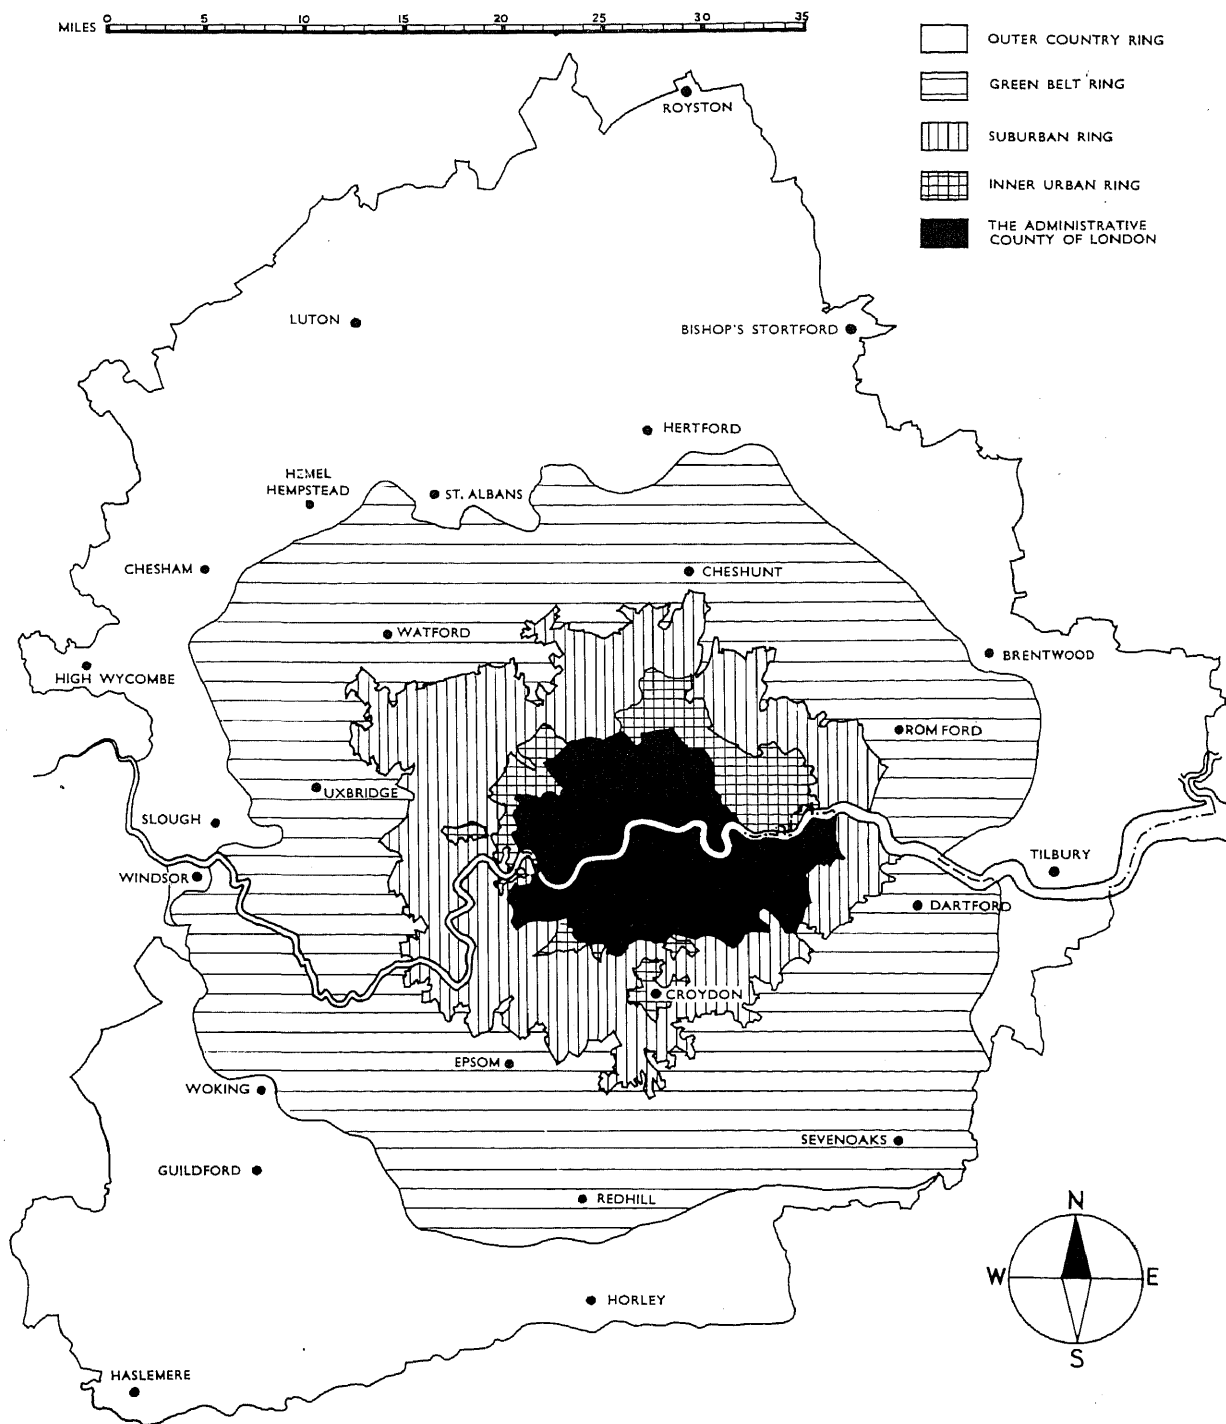 MILES 0 5 10 15 20 25 30 35
OUTER COUNTRY RING
GREEN BELT RING
SUBURBAN RING
INNER URBAN RING
THE ADMINISTRATIVE
COUNTY OF LONDON
ROYSTON
LUTON
BISHOP'S STORTFORD
HERTFORD
HEMEL
HEMPSTEAD
ST. ALBANS
CHESHAM
CHESHUNT
WATFORD
BRENTWOOD
HIGH WYCOMBE
ROMFORD
UXBRIDGE
SLOUGH
TILBURY
WINDSOR
DARTFORD
CROYDON
EPSOM
WOKING
SEVENOAKS
GUILDFORD
REDHILL
N
W E
S
HORLEY
HASLEMERE